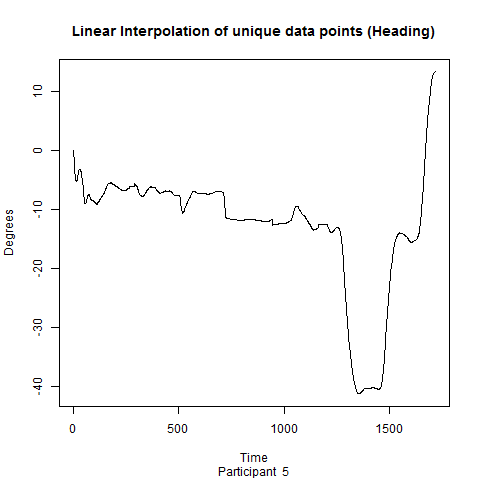 Linear Interpolation of unique data points (Heading)
10
0
-10
-20
-30
-40
Degrees
0 500 1000 1500
Time
Participant 5